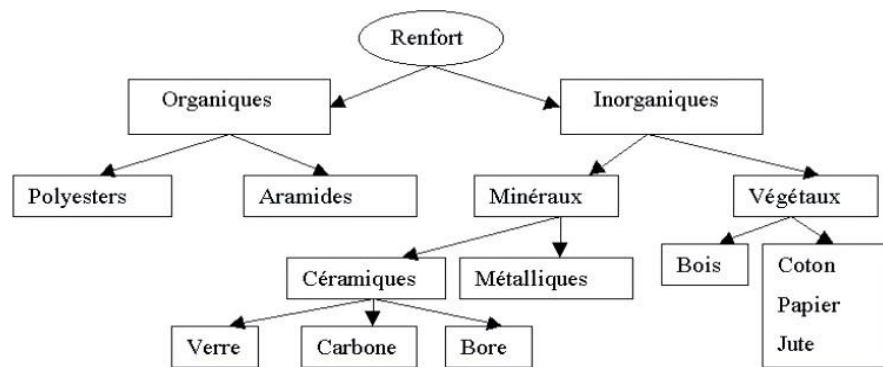 Renfort
Organiques
Inorganiques
Polyesters
Aramides
Minéraux
Végétaux
Céramiques
Métalliques
Bois
Coton
Papier
Jute
Verre
Carbone
Bore